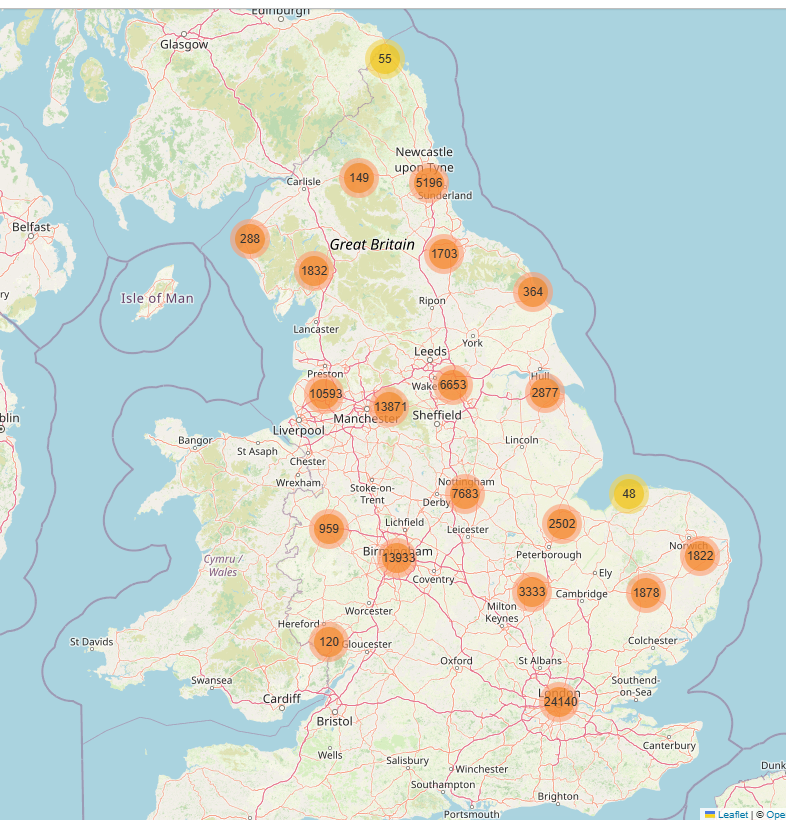 Edinburgh
Glasgow
55
Newcastle
upon Tyne
149
5196
Carlisle
Sunderland
Belfast
288
Great Britain
1703
1832
Isle of Man
364
ry
Ripon
Lancaster
York
Leeds
Preston
Hull
6653
10593
2877
13871
blin
Manchester
Sheffield
Liverpool
Bangor
Lincoln
St Asaph
Chester
Wrexham
Nottingham
Stoke-on-
Trent
7683
48
Derby
959
Lichfield
2502
Leicester
Norwich
Birmingham
13933
Peterborough
1822
Cymru /
Wales
Coventry
Ely
3333
1878
Cambridge
Worcester
Milton
Keynes
Hereford
120
Gloucester
St Davids
Colchester
Oxford
St Albans
Swansea
Southend-
on-Sea
London
24140
Cardiff
Bristol
Canterbury
Wells
Salisbury
Winchester
Dunk
Southampton
Brighton
Portsmouth
Leaflet | © Ope